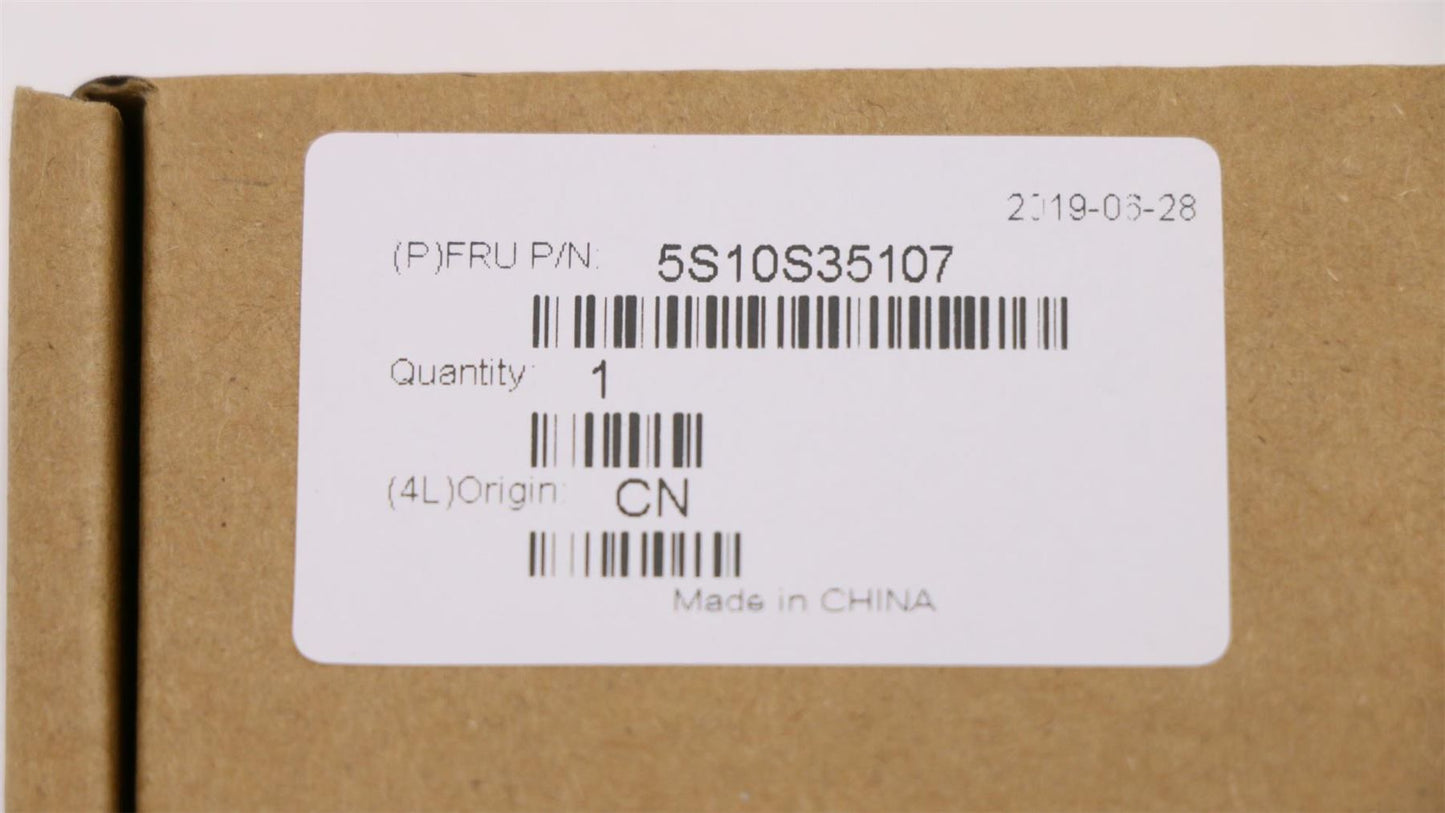 2019-06-28
(P)FRU P/N: 5S10S35107
Quantity: 1
(4L)Origin: CN
Made in CHINA